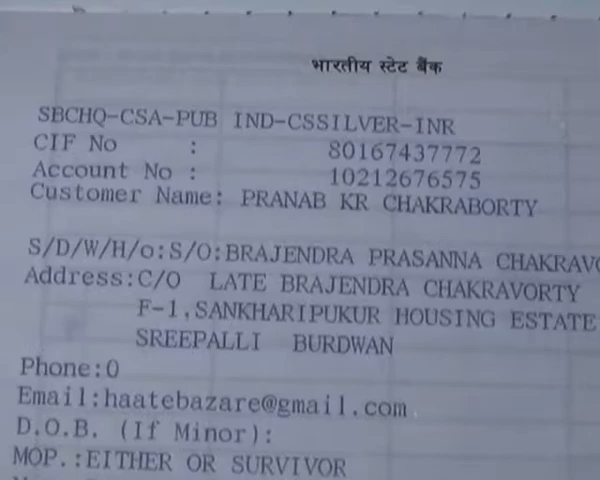 भारतीय स्टेट बैंक
SBCHQ-CSA-PUB IND-CSSILVER-INR
CIF No : 80167437772
Account No : 10212676575
Customer Name: PRANAB KR CHAKRABORTY
S/D/W/H/o:S/O:BRAJENDRA PRASANNA CHAKRAVO
Address:C/O LATE BRAJENDRA CHAKRAVORTY
F-1,SANKHARIPUKUR HOUSING ESTATE
SREEPALLI BURDWAN
Phone:0
Email:haatebazare@gmail.com
D.O.B. (If Minor):
MOP.:EITHER OR SURVIVOR